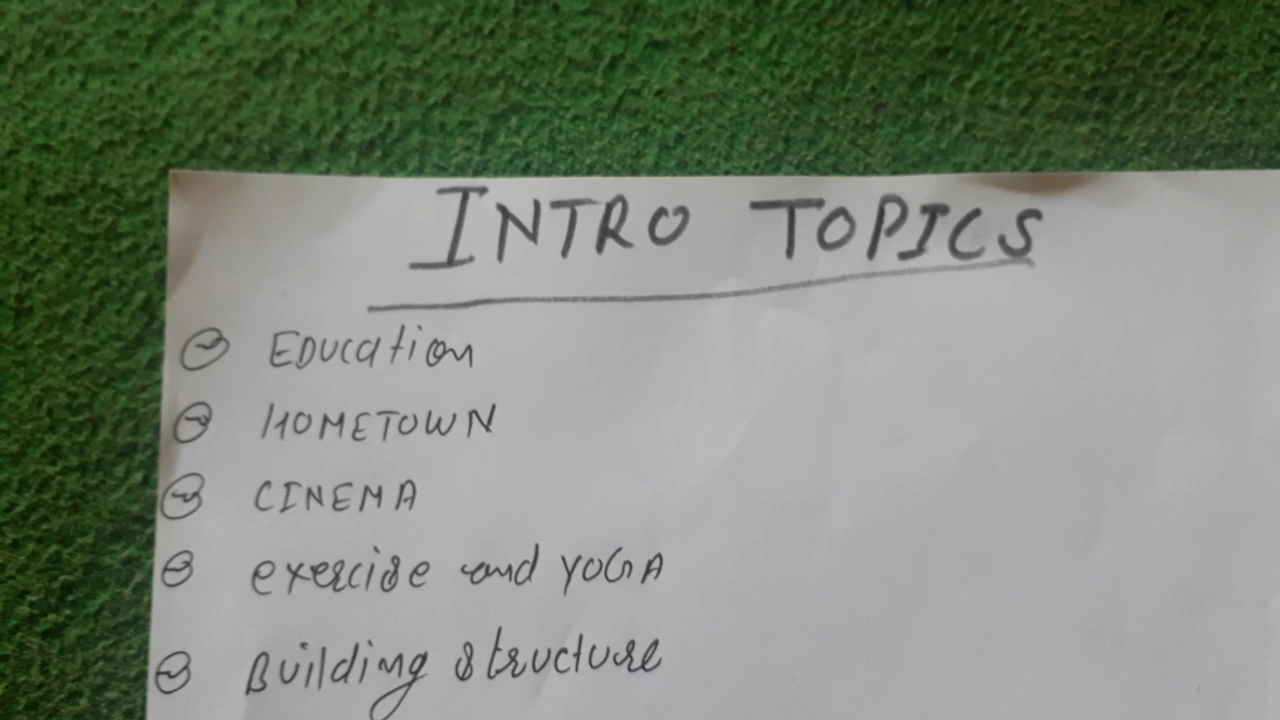 INTRO TOPICS
EDucation
HOMETOWN
CINEMA
exercise and YOGA
Building structure